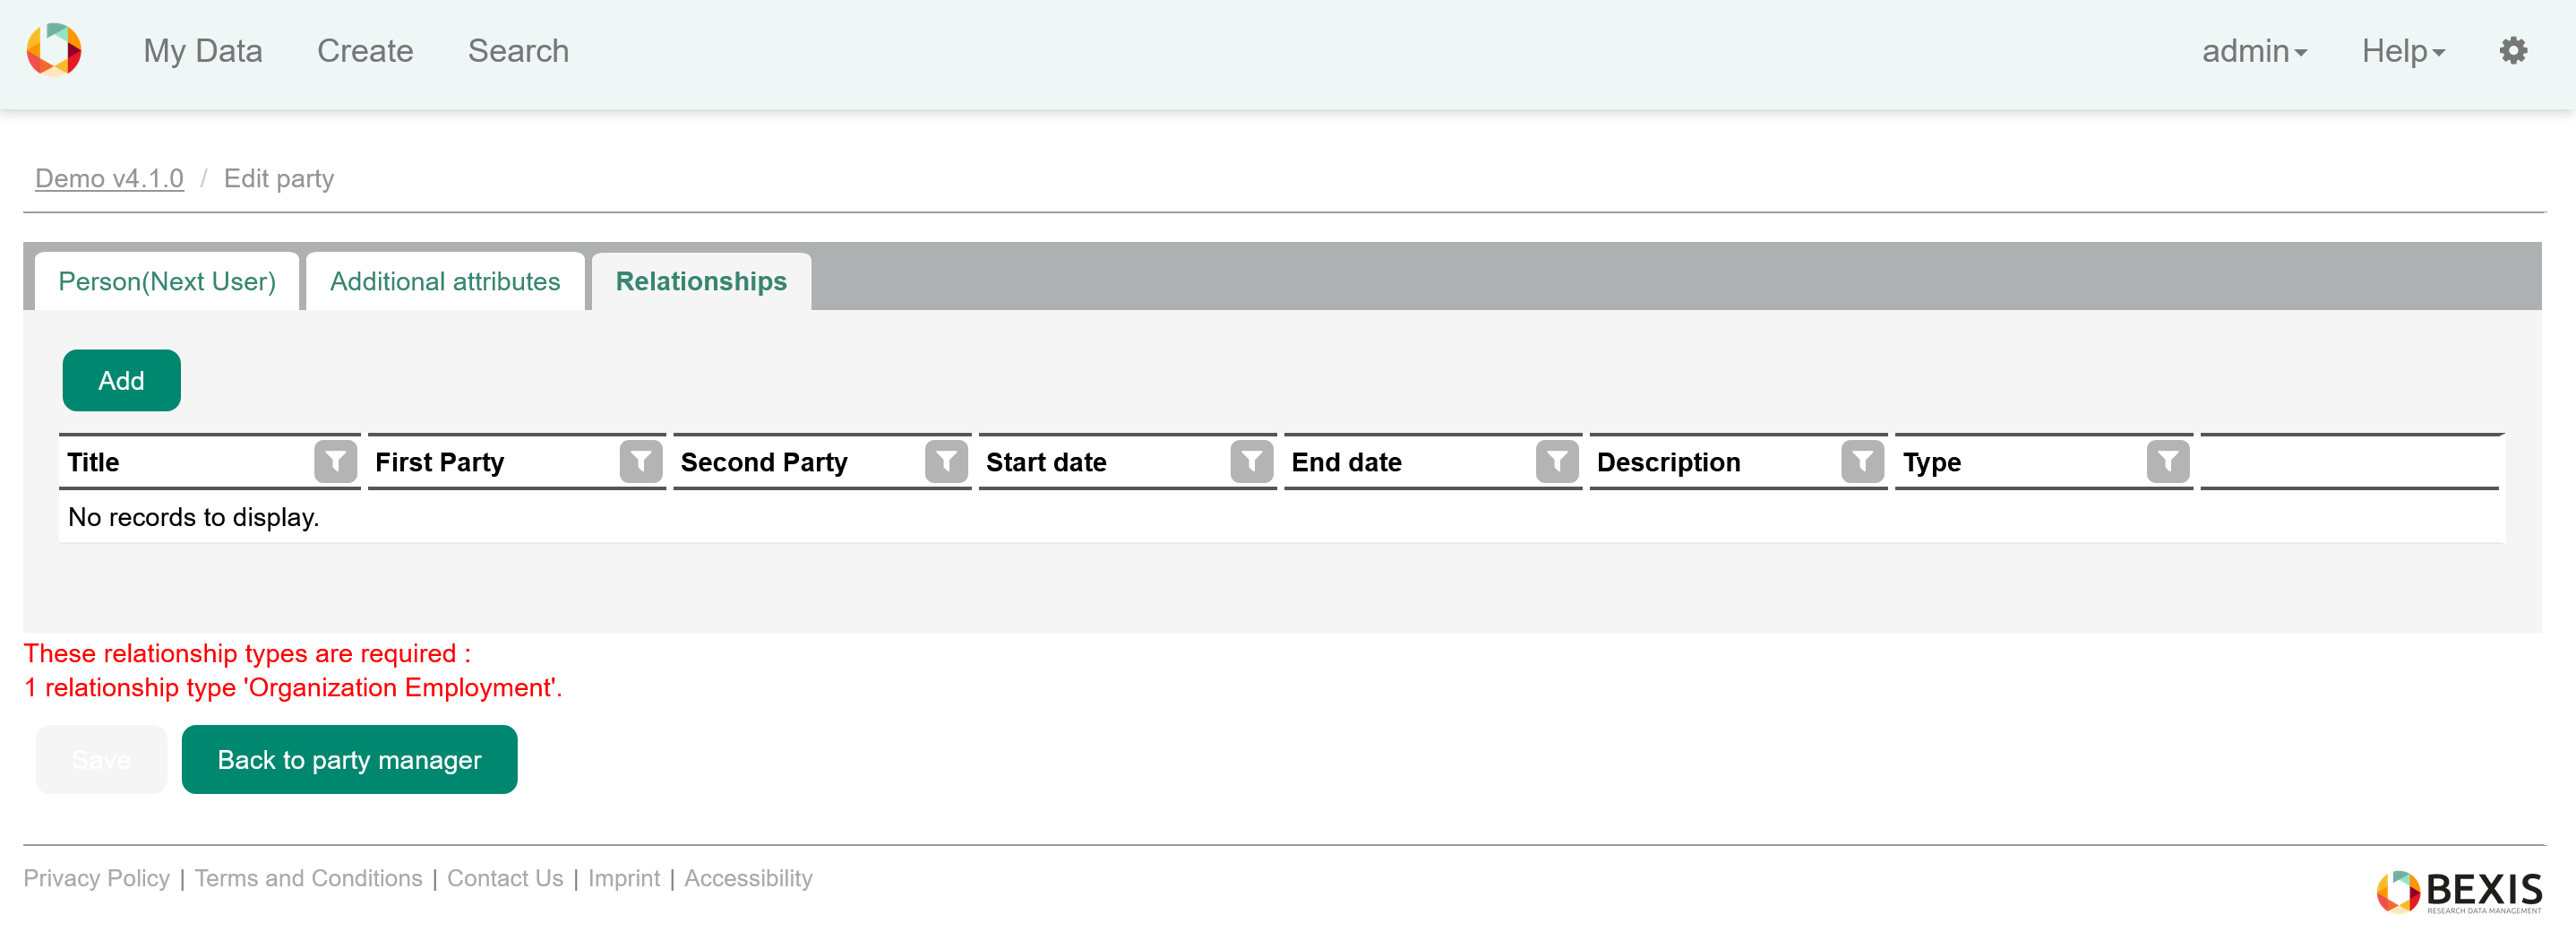 My Data Create Search admin Help
Demo v4.1.0 / Edit party
Person(Next User) Additional attributes Relationships
Add
Title First Party Second Party Start date End date Description Type
No records to display.
These relationship types are required :
1 relationship type 'Organization Employment'.
Save Back to party manager
Privacy Policy | Terms and Conditions | Contact Us | Imprint | Accessibility
BEXIS
RESEARCH DATA MANAGEMENT